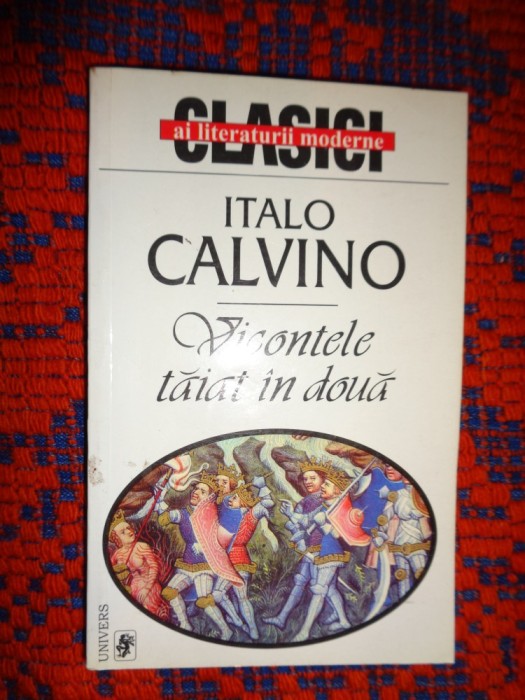 CLASICI
ai literaturii moderne
ITALO
CALVINO
Vicontele
tăiat în două
UNIVERS